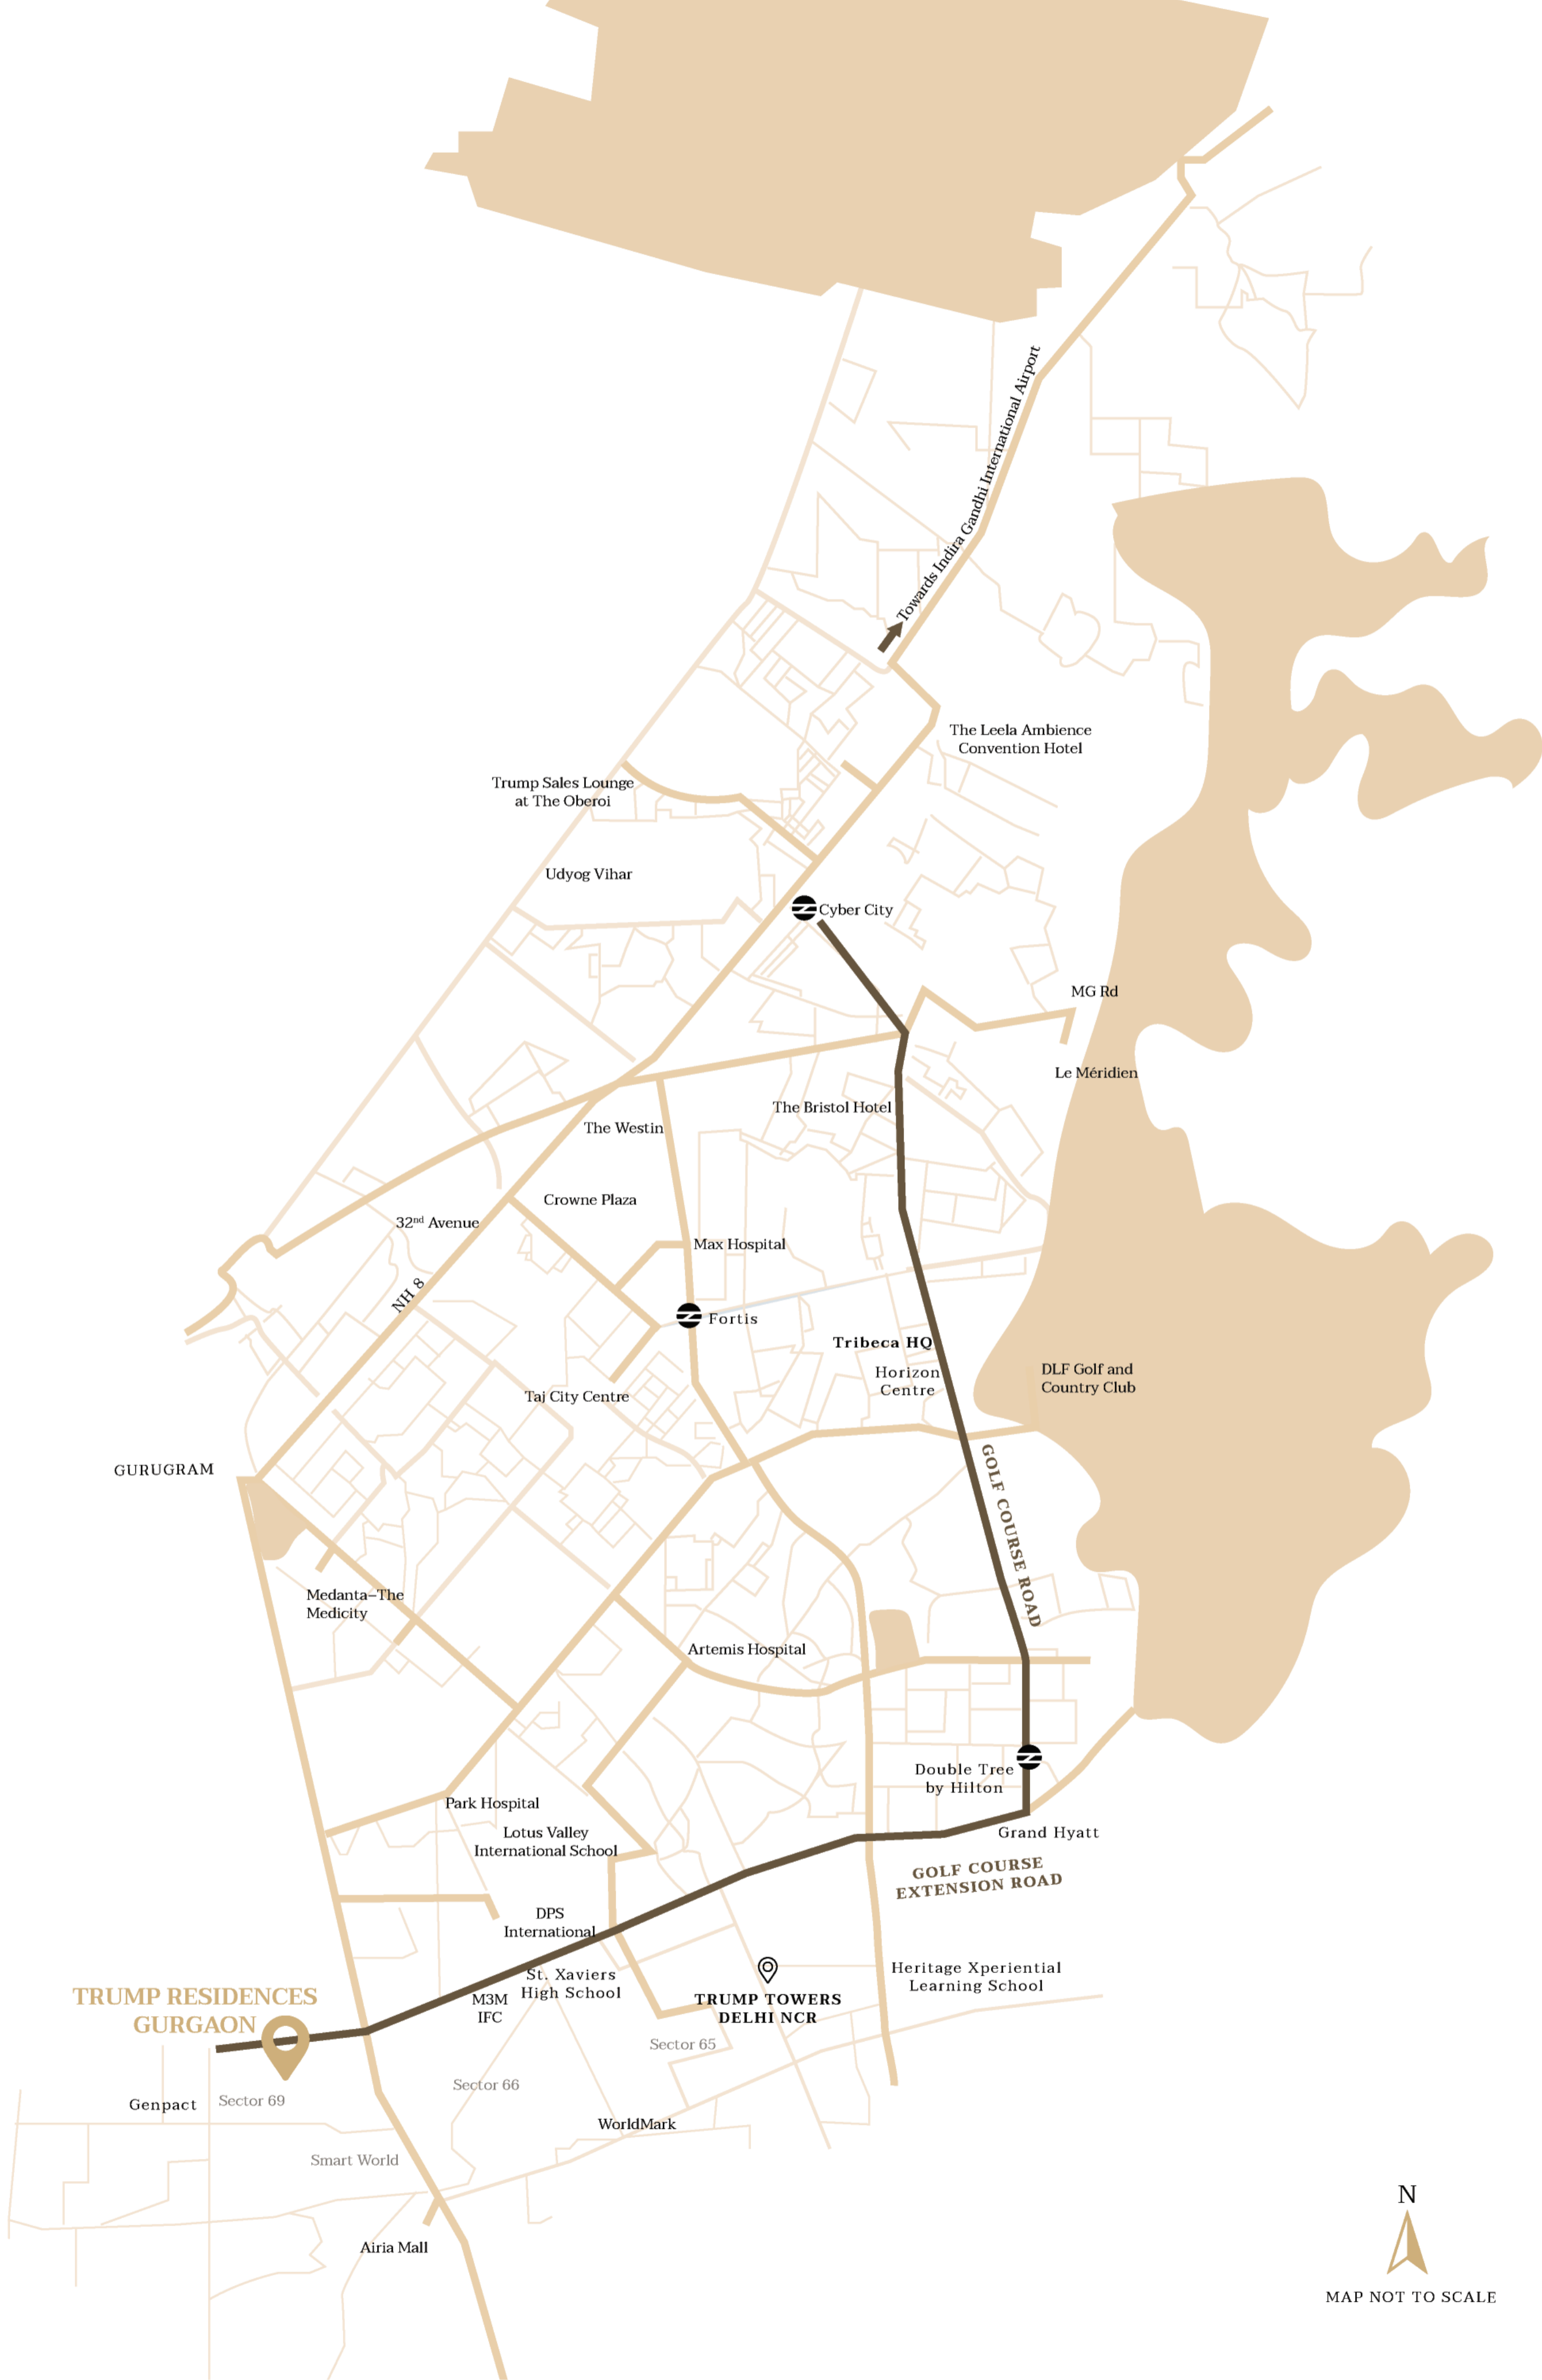 Towards Indira Gandhi International Airport
The Leela Ambience
Convention Hotel
Trump Sales Lounge
at The Oberoi
Udyog Vihar
Cyber City
MG Rd
Le Méridien
The Bristol Hotel
The Westin
Crowne Plaza
32nd Avenue
Max Hospital
NH 8
Fortis
Tribeca HQ
Horizon
Centre
DLF Golf and
Country Club
Taj City Centre
GURUGRAM
GOLF COURSE ROAD
Medanta–The
Medicity
Artemis Hospital
Double Tree
by Hilton
Park Hospital
Lotus Valley
International School
Grand Hyatt
GOLF COURSE
EXTENSION ROAD
DPS
International
St. Xaviers
High School
Heritage Xperiential
Learning School
TRUMP RESIDENCES
GURGAON
M3M
IFC
TRUMP TOWERS
DELHI NCR
Sector 65
Sector 66
Genpact
Sector 69
WorldMark
Smart World
Airia Mall
N
MAP NOT TO SCALE